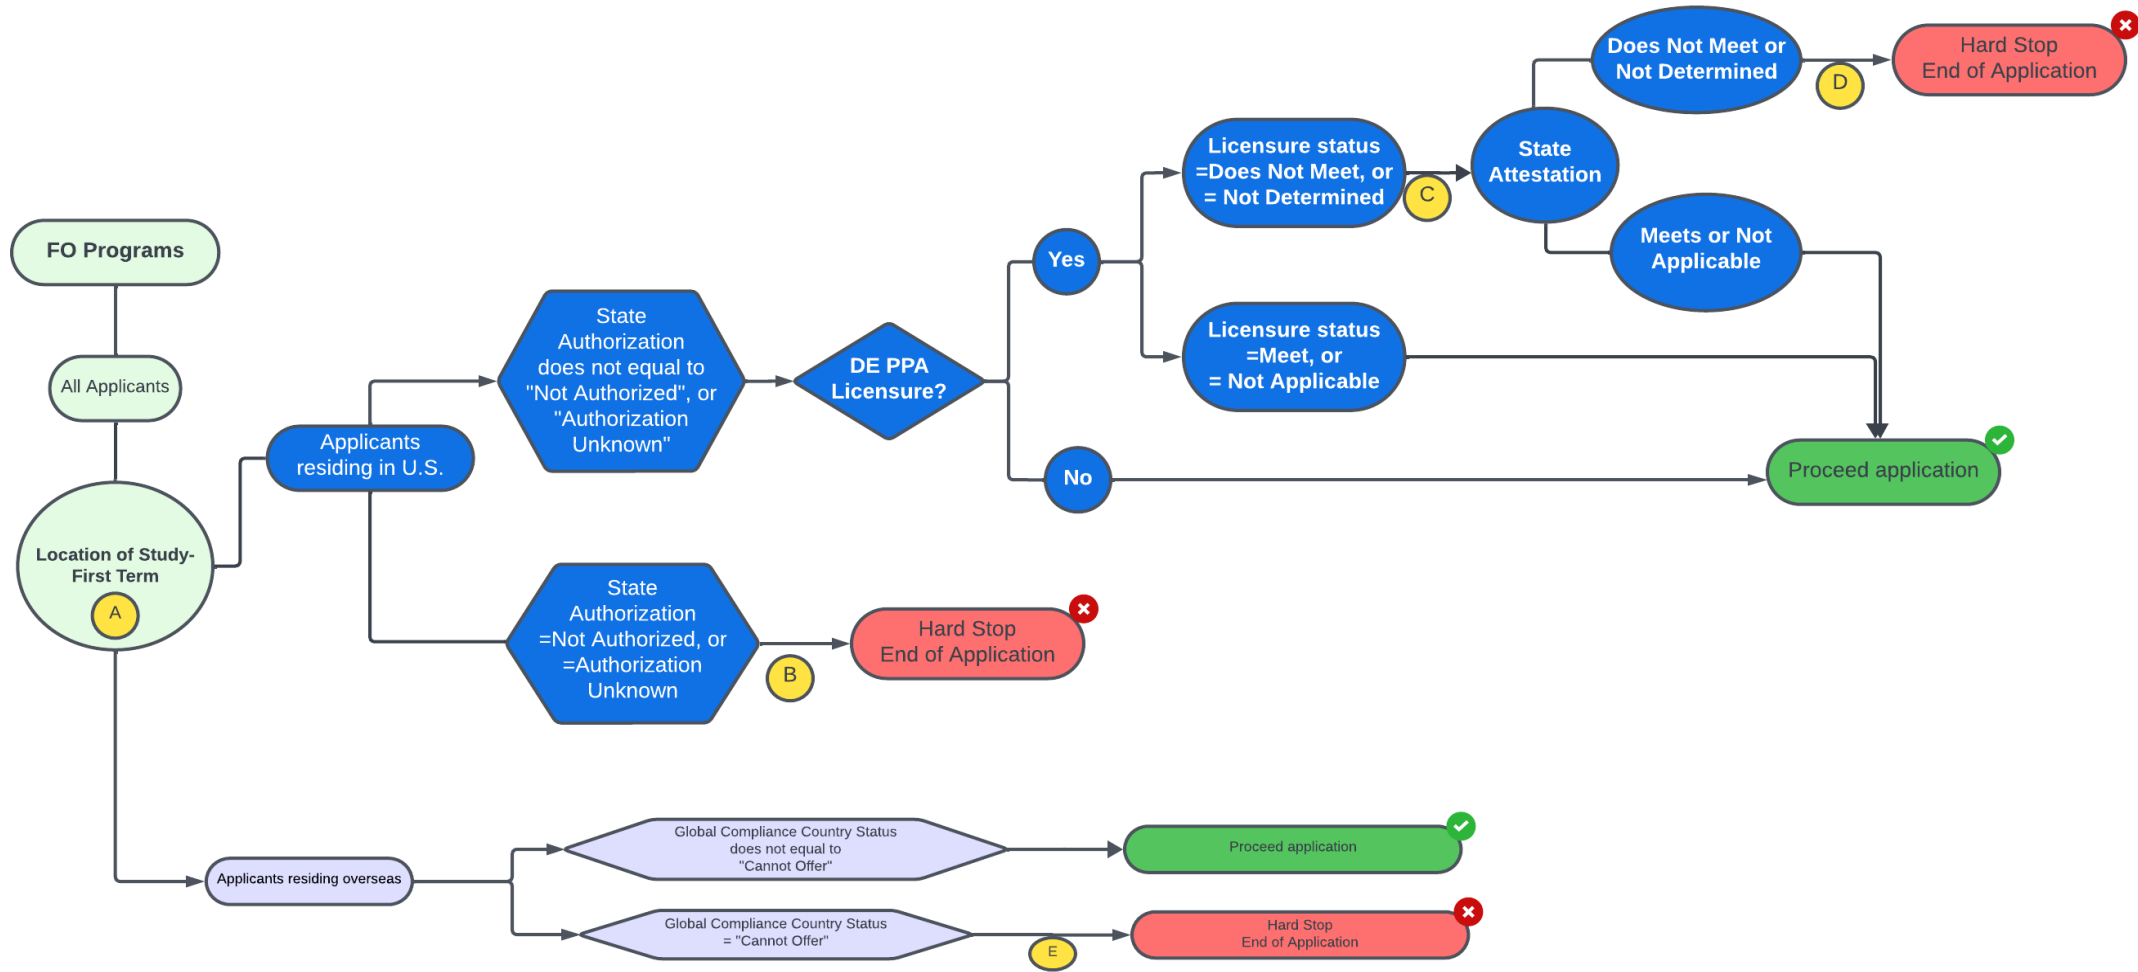 FO Programs
All Applicants
Location of Study-
First Term
A
Applicants
residing in U.S.
State
Authorization
does not equal to
"Not Authorized", or
"Authorization
Unknown"
DE PPA
Licensure?
Yes
Licensure status
=Does Not Meet, or
= Not Determined
C
State
Attestation
Does Not Meet or
Not Determined
D
Hard Stop
End of Application
Meets or Not
Applicable
Licensure status
=Meet, or
= Not Applicable
No
Proceed application
State
Authorization
=Not Authorized, or
=Authorization
Unknown
B
Hard Stop
End of Application
Applicants residing overseas
Global Compliance Country Status
does not equal to
"Cannot Offer"
Proceed application
Global Compliance Country Status
= "Cannot Offer"
E
Hard Stop
End of Application